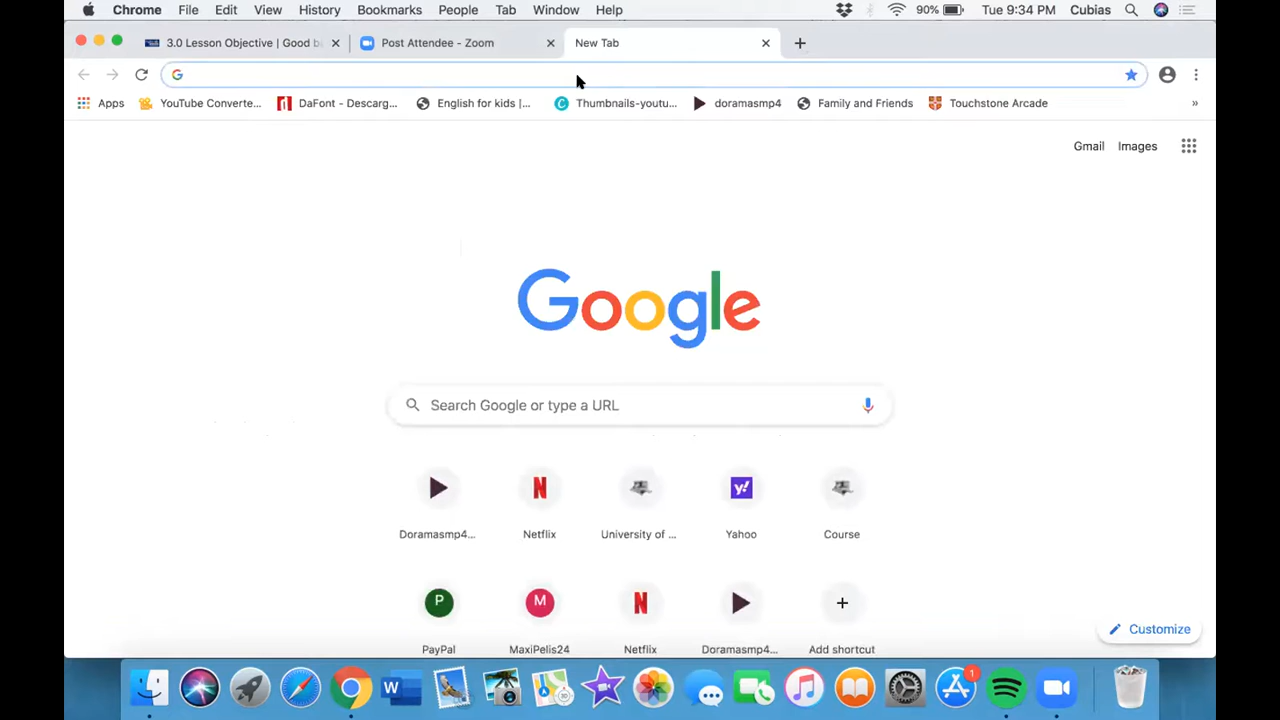 Chrome File Edit View History Bookmarks People Tab Window Help 90% Tue 9:34 PM Cubias
3.0 Lesson Objective | Good b Post Attendee - Zoom New Tab
Apps YouTube Converte... DaFont - Descarg... English for kids |... Thumbnails-youtu... doramasmp4 Family and Friends Touchstone Arcade »
Gmail Images
Google
Search Google or type a URL
Doramasmp4... Netflix University of ... Yahoo Course
P M
PayPal MaxiPelis24 Netflix Doramasmp4... Add shortcut
Customize